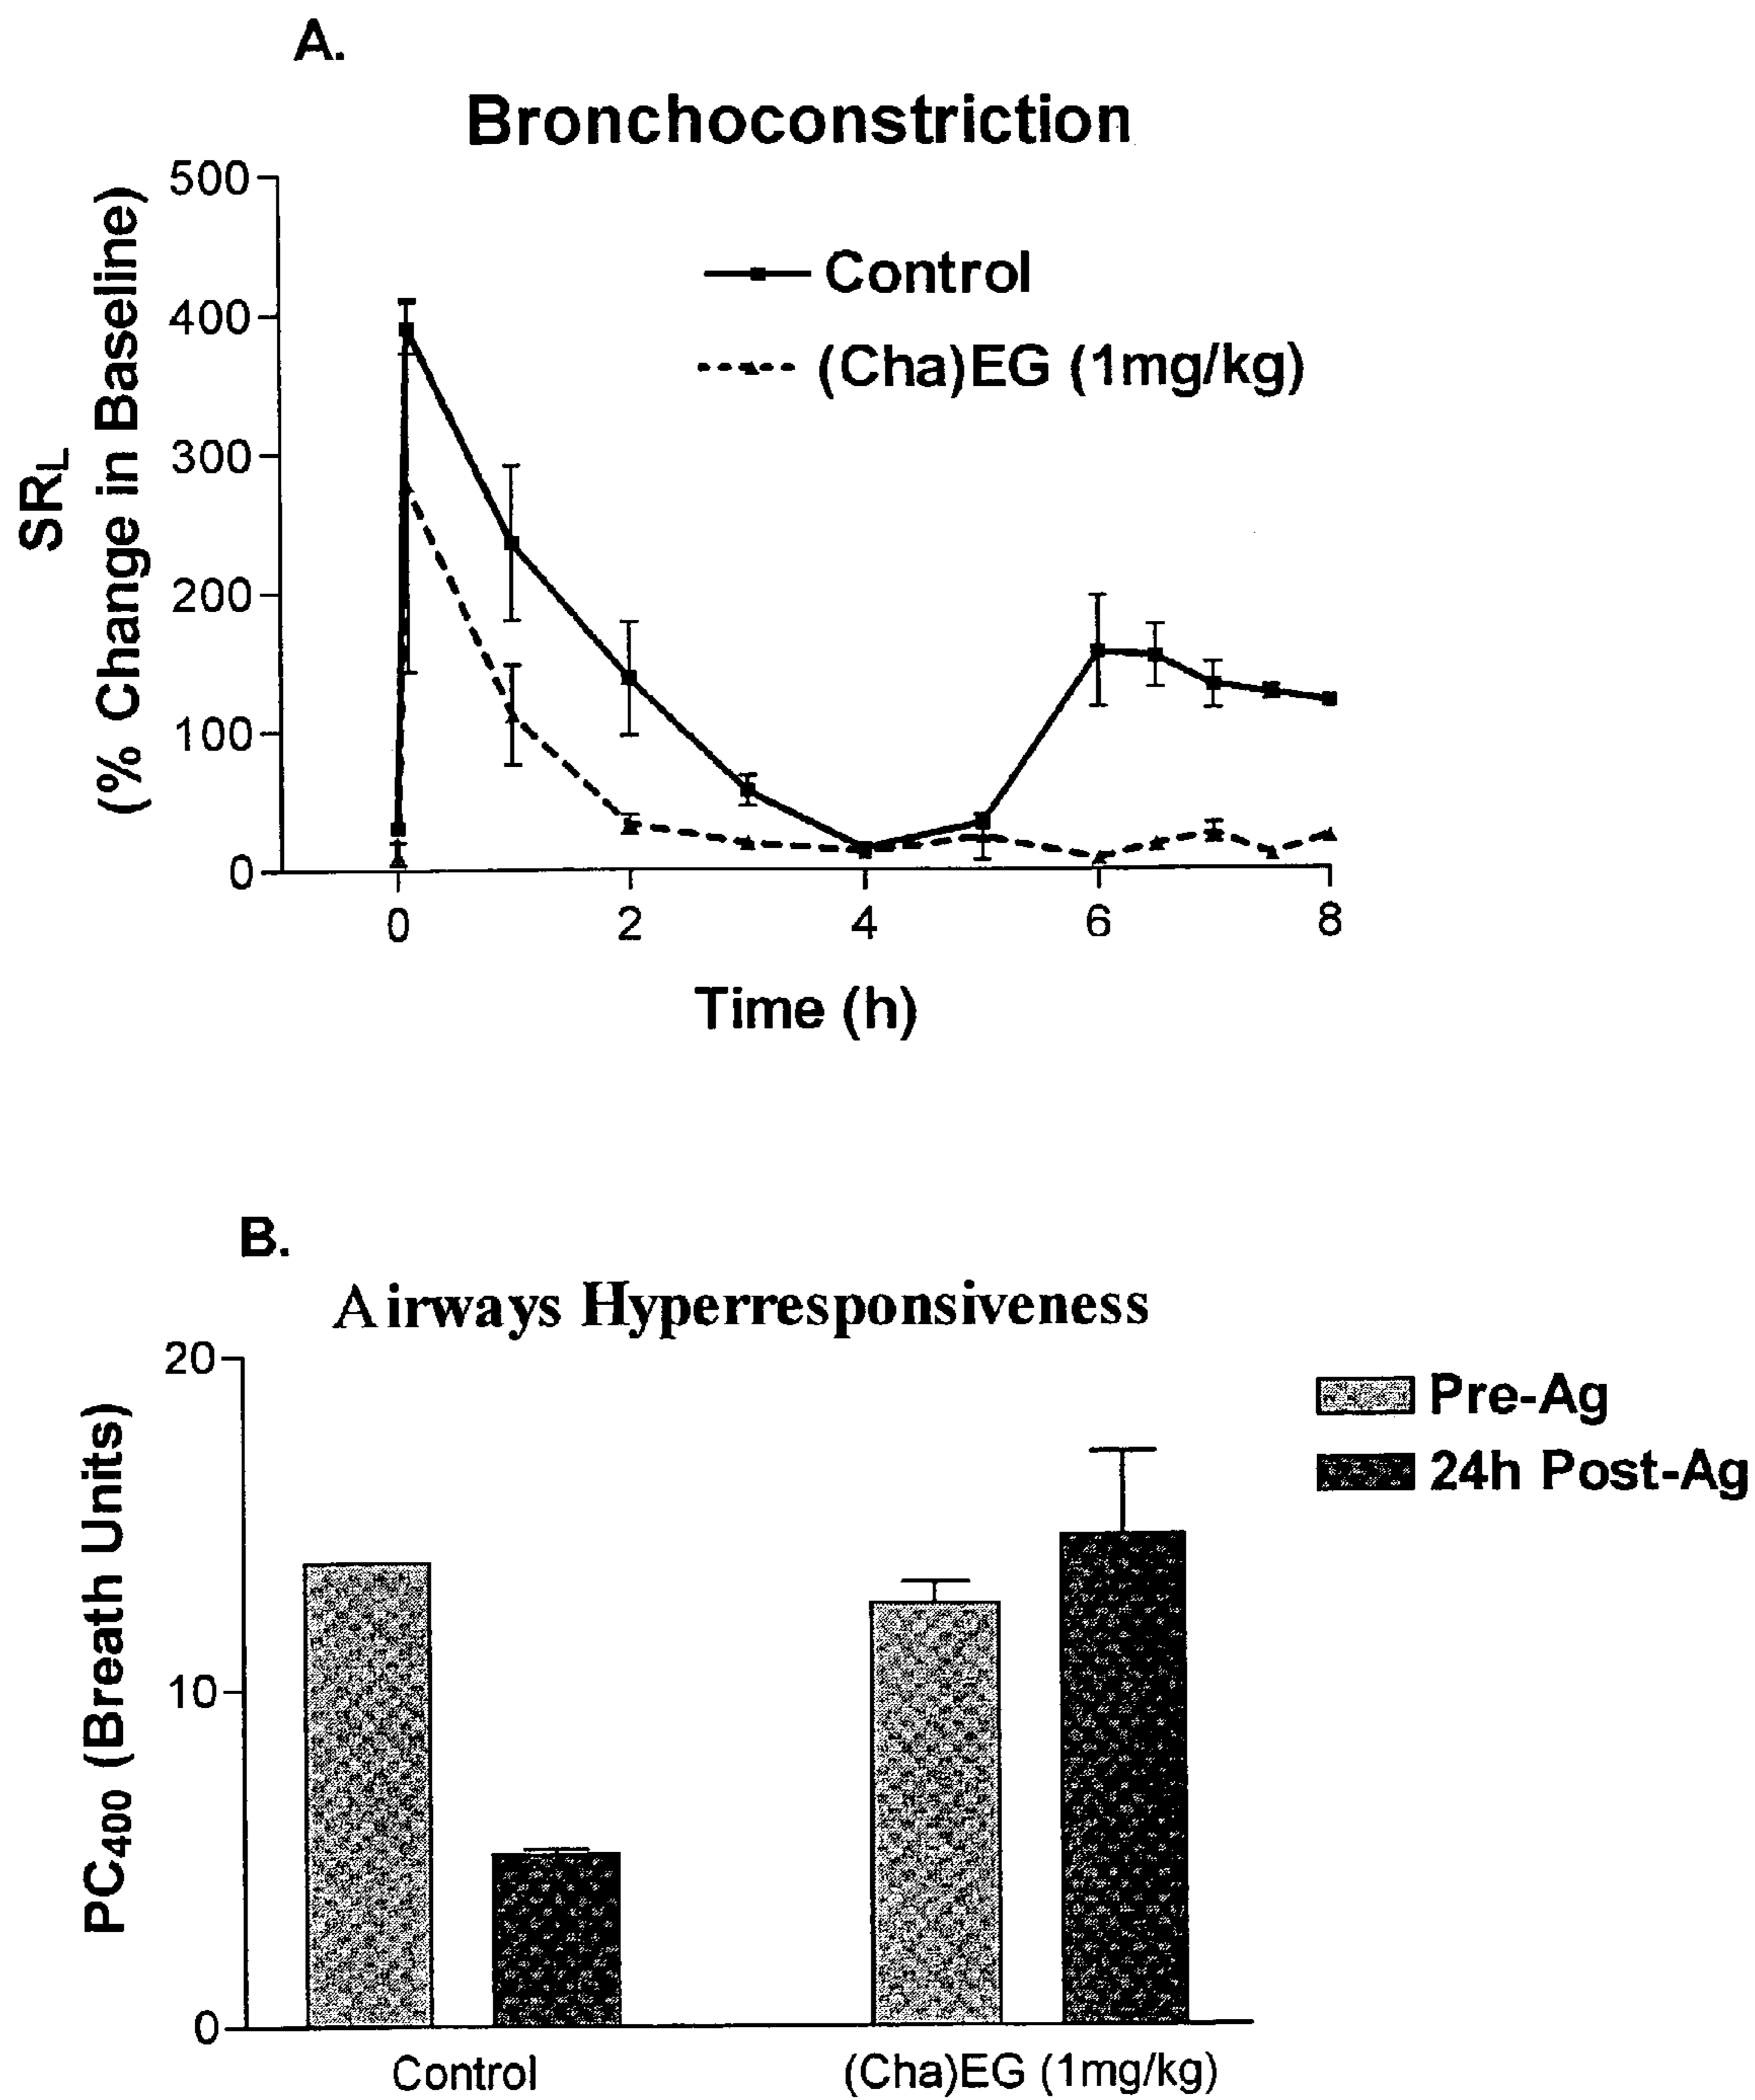 A.
Bronchoconstriction
SRL
(% Change in Baseline)
500
400
300
200
100
0
Control
(Cha)EG (1mg/kg)
0 2 4 6 8
Time (h)
B.
Airways Hyperresponsiveness
PC400 (Breath Units)
20
10
0
Pre-Ag
24h Post-Ag
Control (Cha)EG (1mg/kg)